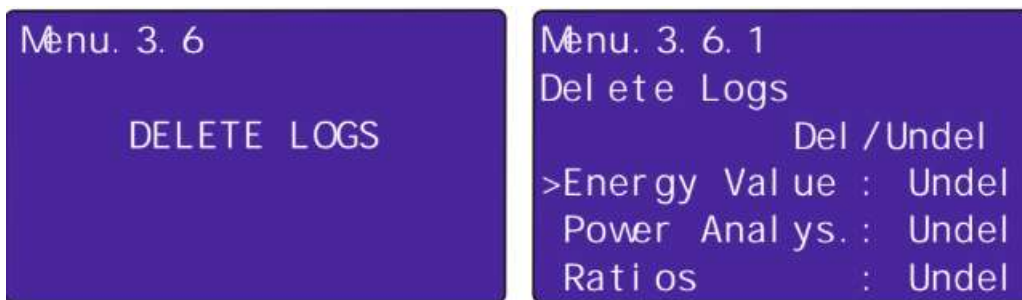 Menu.3.6
DELETE LOGS
Menu.3.6.1
Delete Logs
Del/Undel
>Energy Value : Undel
Power Analys.: Undel
Ratios : Undel